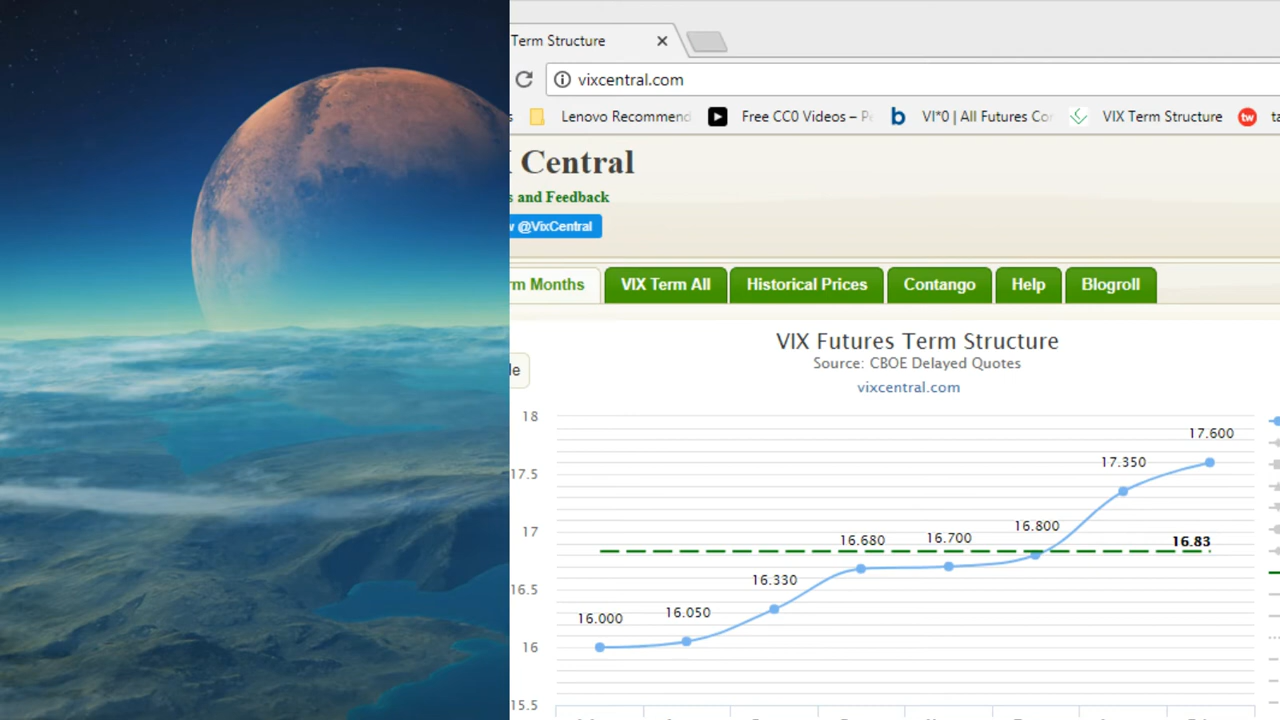 Term Structure
vixcentral.com
Lenovo Recommend
Free CC0 Videos – P
VI*0 | All Futures Co
VIX Term Structure
tw
Central
and Feedback
@VixCentral
Months
VIX Term All
Historical Prices
Contango
Help
Blogroll
VIX Futures Term Structure
Source: CBOE Delayed Quotes
vixcentral.com
18
17.5
17
16.5
16
15.5
16.000
16.050
16.330
16.680
16.700
16.800
17.350
17.600
16.83